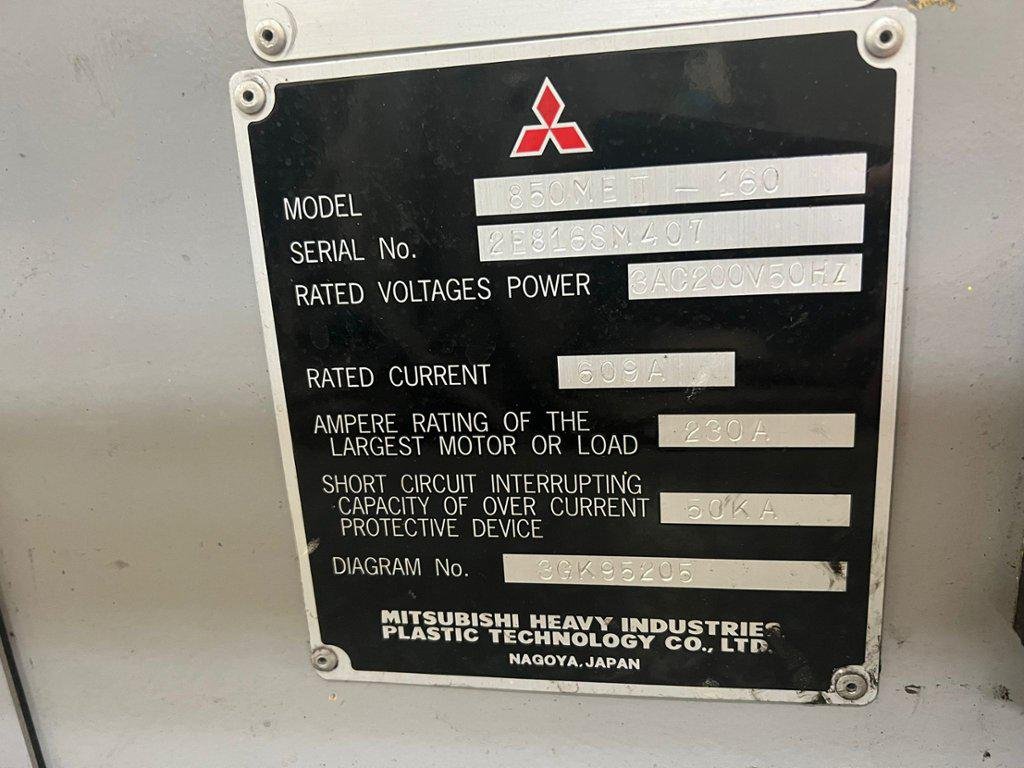 MODEL 850MET-160
SERIAL No. 2E816SM407
RATED VOLTAGES POWER 3AC200V50HZ
RATED CURRENT 609A
AMPERE RATING OF THE
LARGEST MOTOR OR LOAD 230A
SHORT CIRCUIT INTERRUPTING
CAPACITY OF OVER CURRENT 50KA
PROTECTIVE DEVICE
DIAGRAM No. 3GK95205
MITSUBISHI HEAVY INDUSTRIES
PLASTIC TECHNOLOGY CO., LTD.
NAGOYA, JAPAN